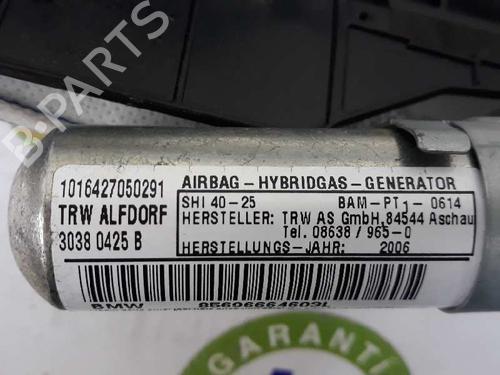 1016427050291
TRW ALFDORF
3038 0425 B
AIRBAG-HYBRIDGAS-GENERATOR
SHI 40-25 BAM-PT1-0614
HERSTELLER: TRW AS GmbH,84544 Aschau
Tel. 08638/965-0
HERSTELLUNGS-JAHR: 2006
BMW
GARANTÍ
B-PARTS